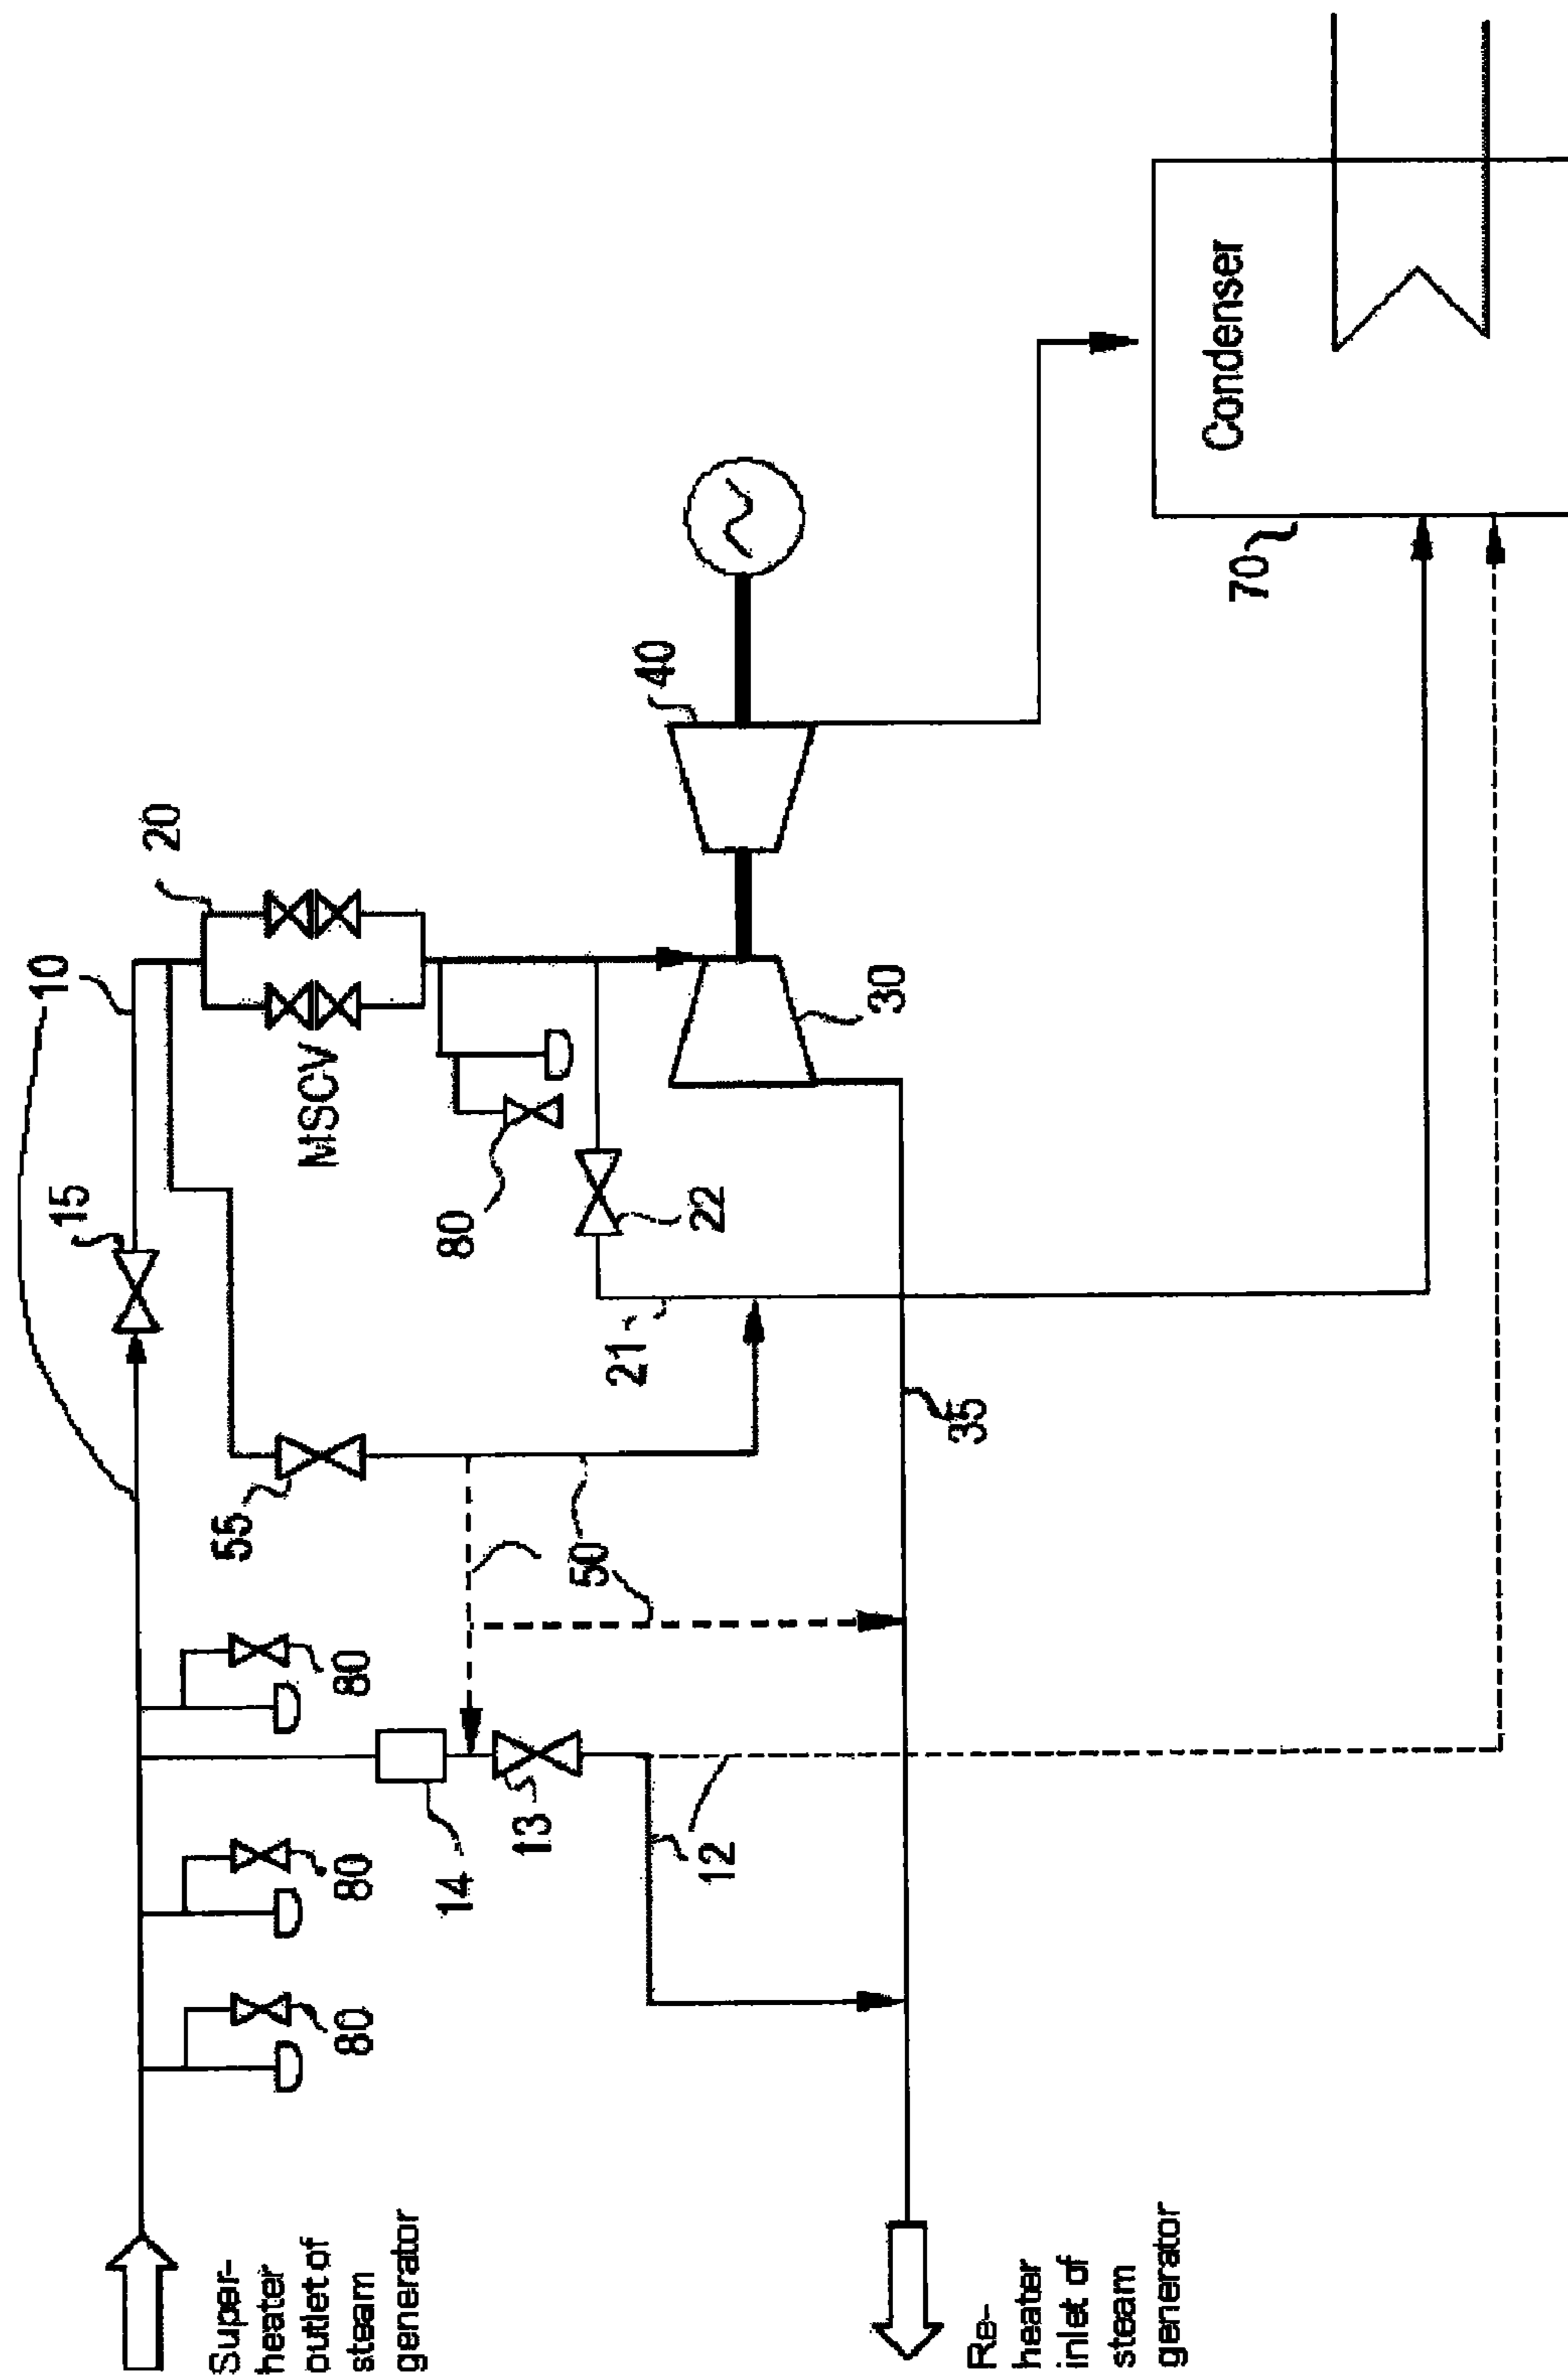 10
15
20
Super-
heater
outlet of
steam
generator
80
80
80
55
MSCV
14
80
13
50
21
22
40
12
30
35
Re-
heater
inlet of
steam
generator
Condenser
70